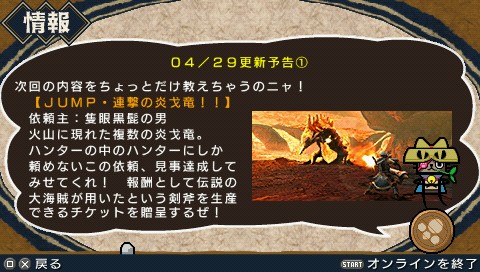 情報
04／29更新予告①
次回の内容をちょっとだけ教えちゃうのニャ！
【ＪＵＭＰ・連撃の炎戈竜！！】
依頼主：隻眼黒髭の男
火山に現れた複数の炎戈竜。
ハンターの中のハンターにしか
頼めないこの依頼、見事達成して
みせてくれ！　報酬として伝説の
大海賊が用いたという剣斧を生産
できるチケットを贈呈するぜ！
○×戻る
START オンラインを終了